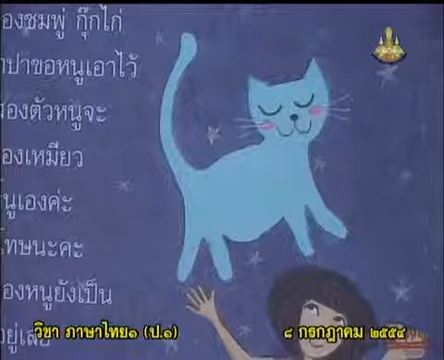 องชมพู่ กุ๊กไก่
าปาขอหนูเอาไว้
สองตัวหนูจะ
องเหมียว
นูเองค่ะ
โทษนะคะ
องหนูยังเป็น
อยู่เลย
วิชา ภาษาไทย๑ (ป.๑)
๘ กรกฎาคม ๒๕๕๔